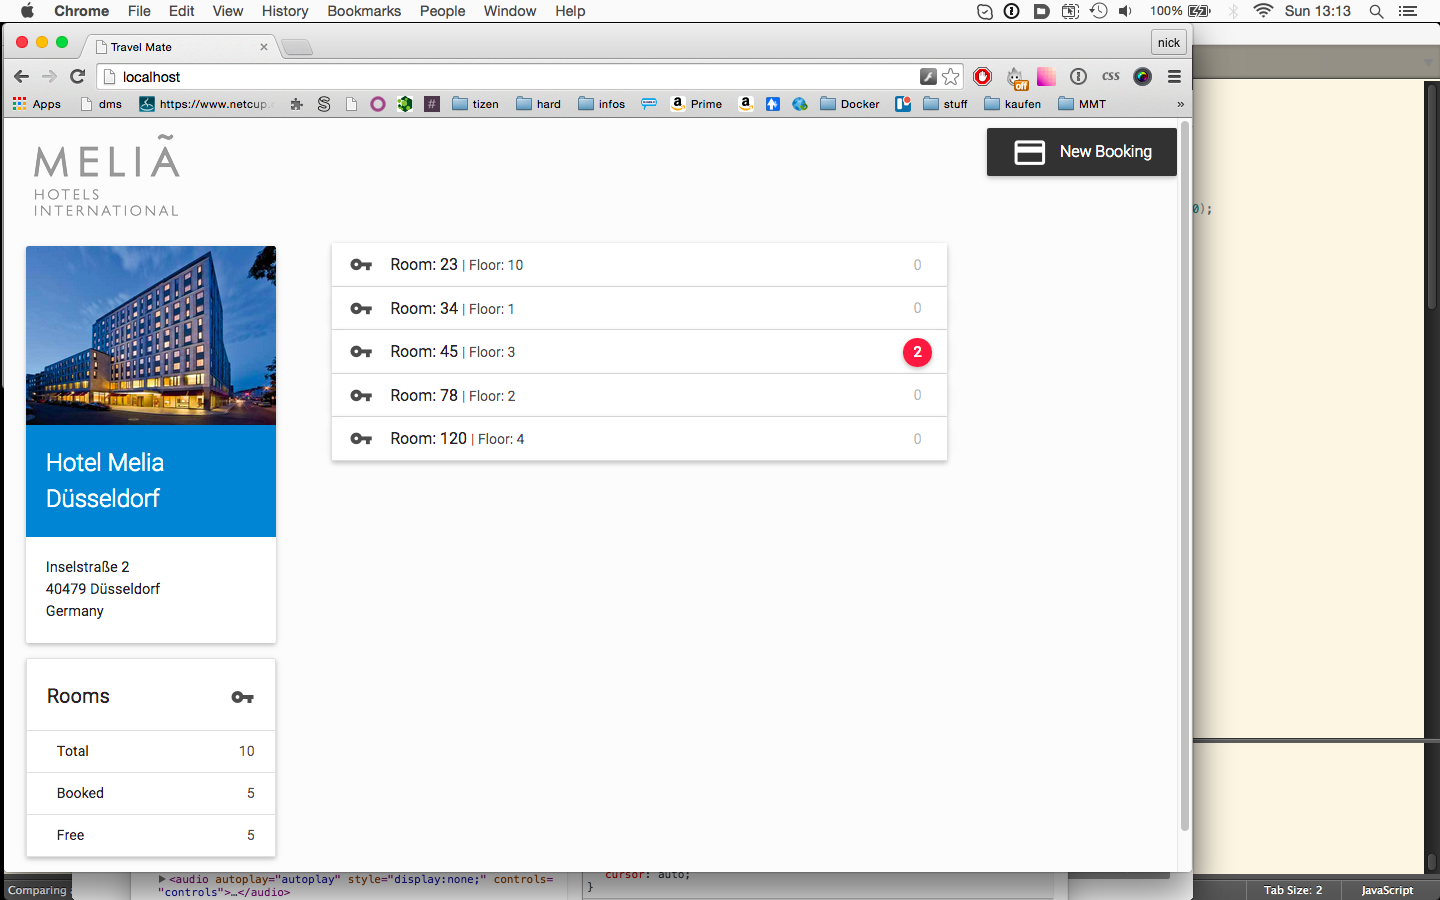 Chrome File Edit View History Bookmarks People Window Help 100% Sun 13:13
Travel Mate nick
localhost off CSS
Apps dms https://www.netcup. # tizen hard infos Prime Docker stuff kaufen MMT »
MELIÃ
HOTELS
INTERNATIONAL
New Booking
0);
Room: 23 | Floor: 10 0
Room: 34 | Floor: 1 0
Room: 45 | Floor: 3 2
Room: 78 | Floor: 2 0
Room: 120 | Floor: 4 0
Hotel Melia
Düsseldorf
Inselstraße 2
40479 Düsseldorf
Germany
Rooms
Total 10
Booked 5
Free 5
<audio autoplay="autoplay" style="display:none;" controls=
"controls">…</audio>
cursor: auto;
}
Comparing
Tab Size: 2 JavaScript